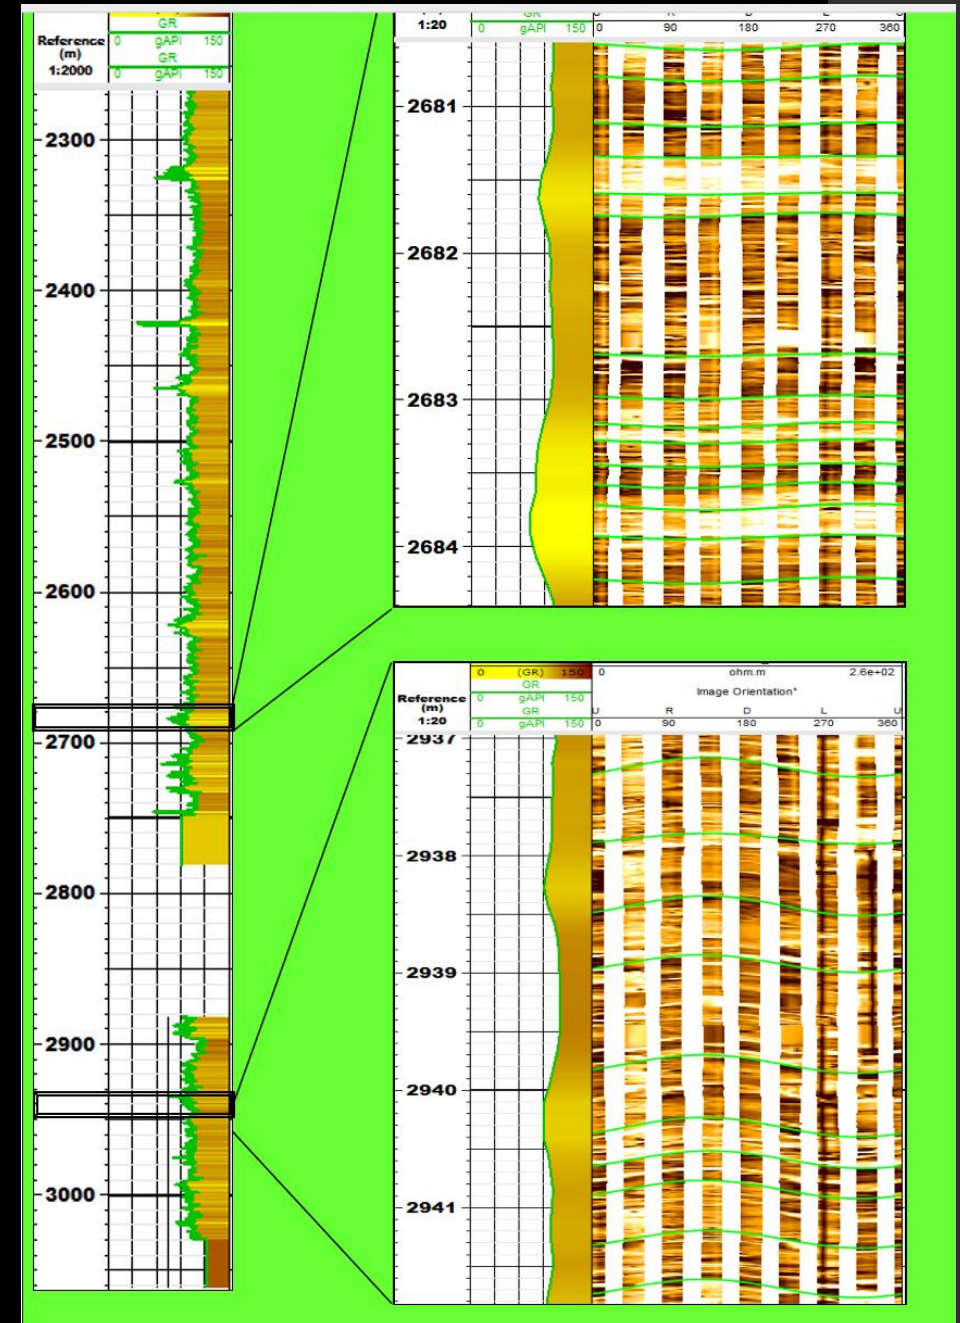 GR
0 gAPI 150
GR
0 gAPI 150
Reference
(m)
1:2000
2300
2400
2500
2600
2700
2800
2900
3000
1:20
GR
0 gAPI 150
U R D L U
0 90 180 270 360
2681
2682
2683
2684
Reference
(m)
1:20
0 (GR) 150
GR
0 gAPI 150
GR
0 gAPI 150
0 ohm.m 2.6e+02
Image Orientation*
U R D L U
0 90 180 270 360
2937
2938
2939
2940
2941